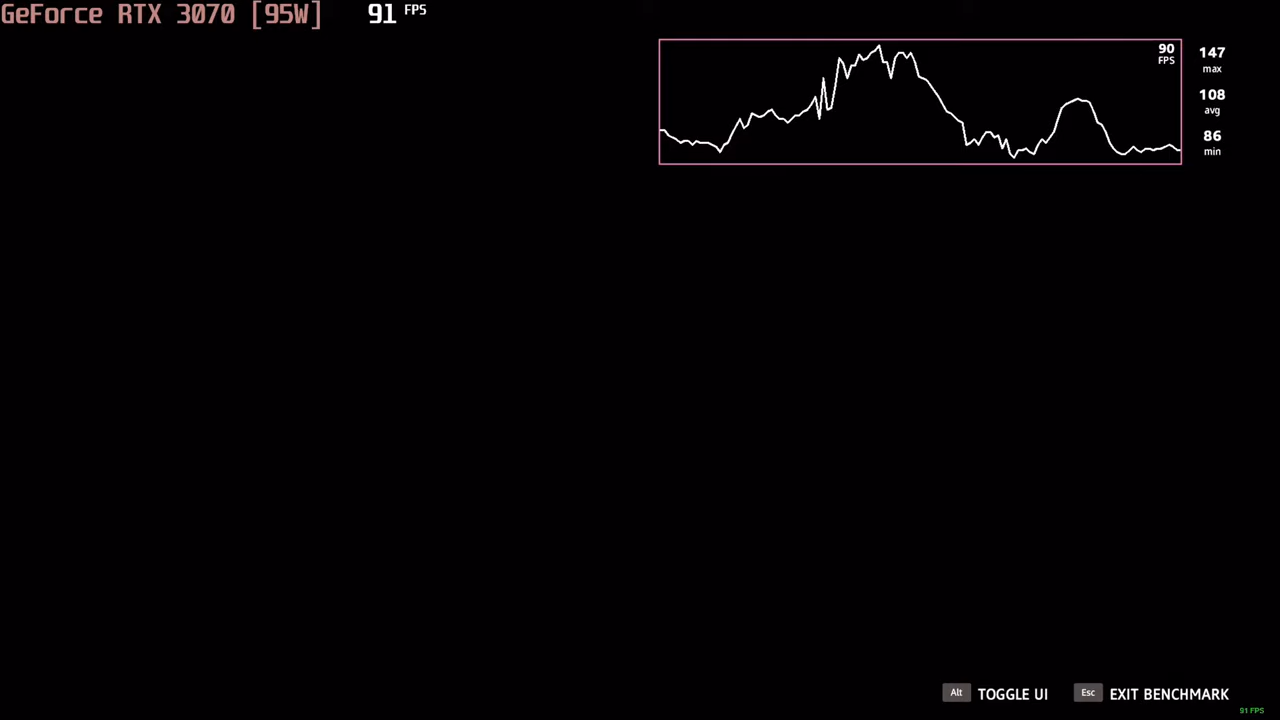 GeForce RTX 3070 [95W] 91 FPS
90
FPS
147
max
108
avg
86
min
Alt TOGGLE UI Esc EXIT BENCHMARK
91 FPS